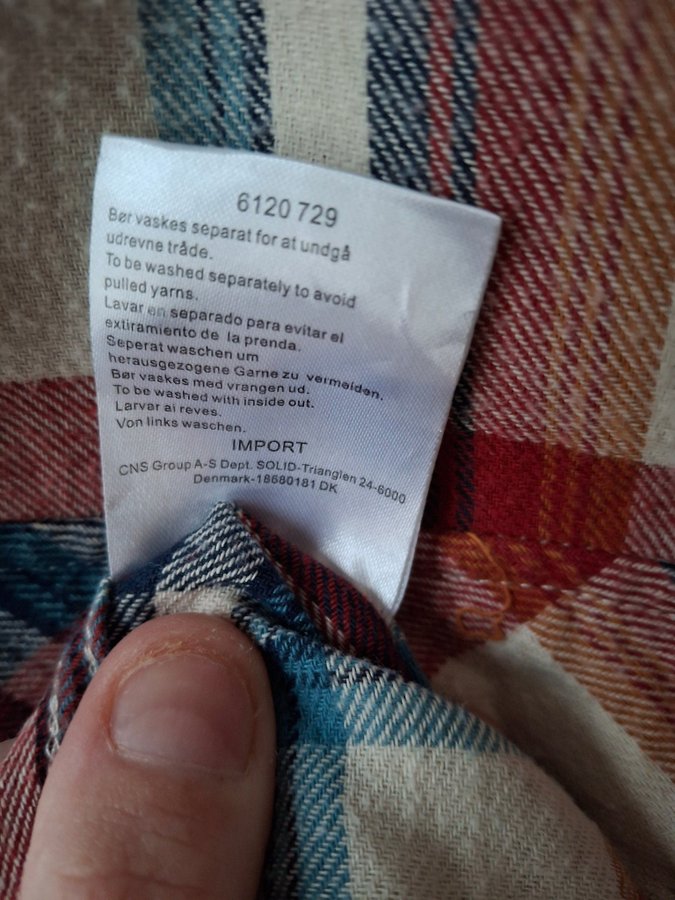 6120 729
Bør vaskes separat for at undgå
udrevne tråde.
To be washed separately to avoid
pulled yarns.
Lavar en separado para evitar el
extiramiento de la prenda.
Seperat waschen um
herausgezogene Garne zu vermeiden.
Bør vaskes med vrangen ud.
To be washed with inside out.
Larvar ai reves.
Von links waschen.
IMPORT
CNS Group A-S Dept. SOLID-Trianglen 24-6000
Denmark-18680181 DK